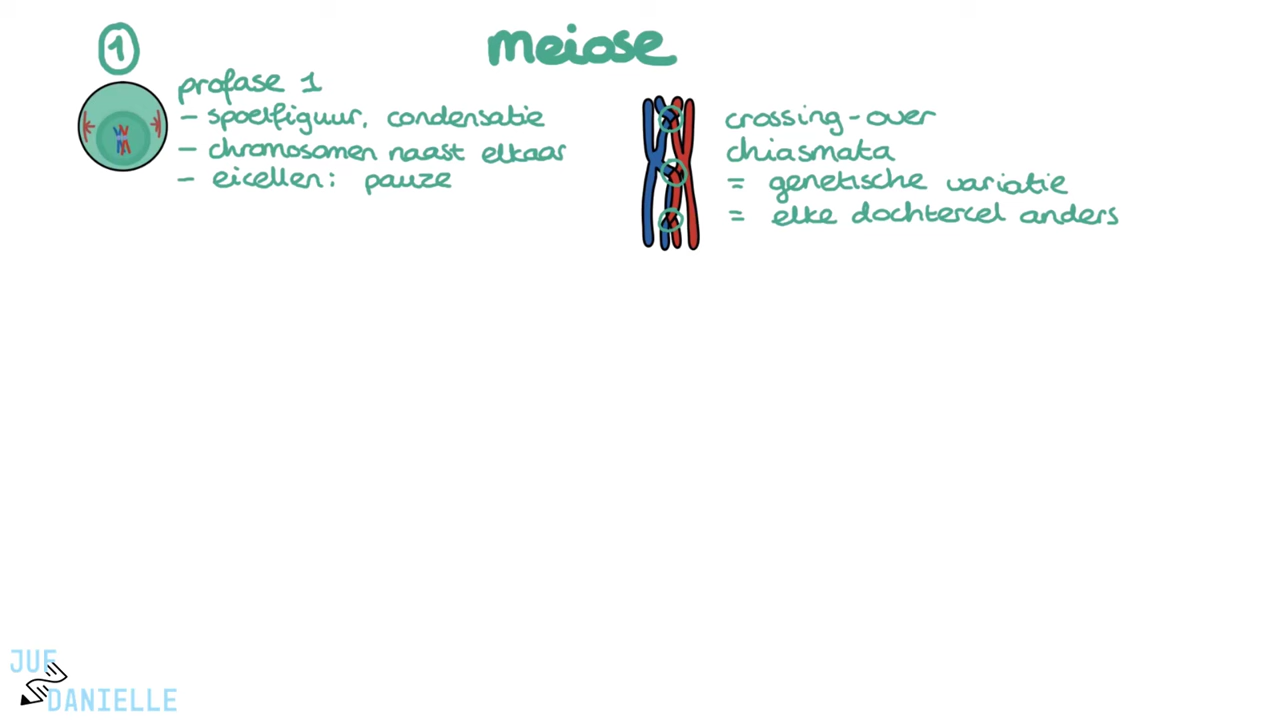 1
meiose
profase 1
- spoelfiguur, condensatie
- chromosomen naast elkaar
- eicellen: pauze
crossing-over
chiasmata
= genetische variatie
= elke dochtercel anders
JUF
DANIELLE